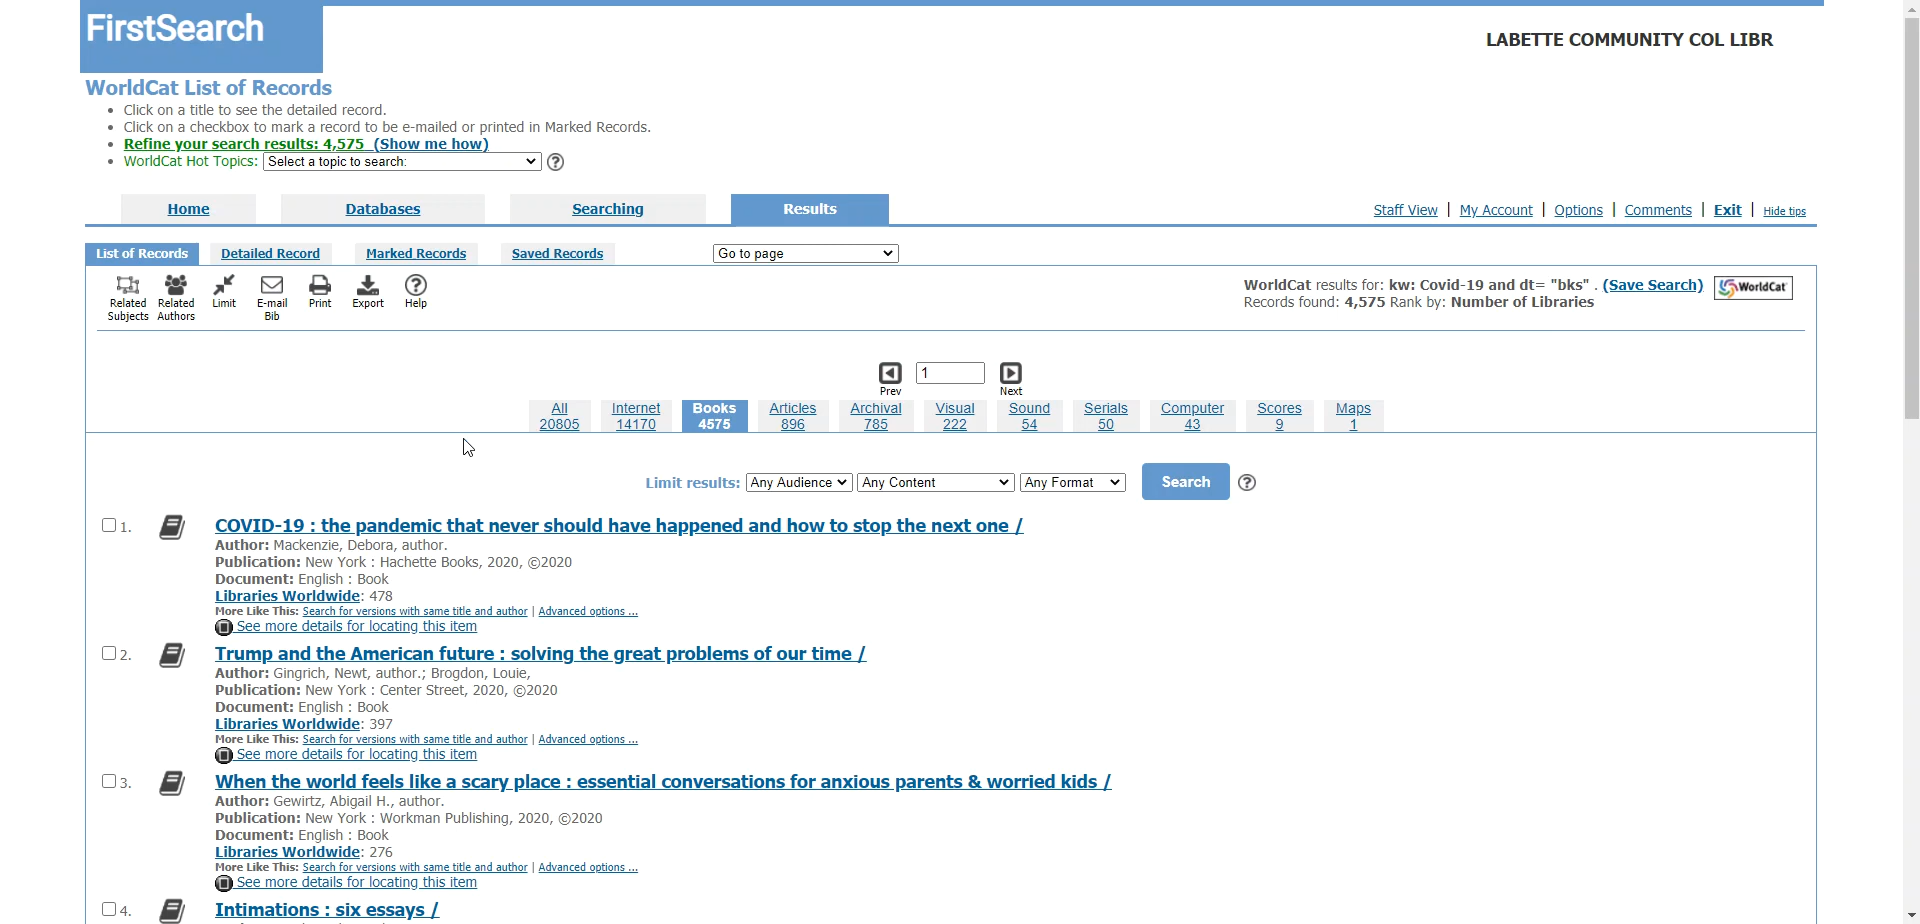 FirstSearch
LABETTE COMMUNITY COL LIBR
WorldCat List of Records
• Click on a title to see the detailed record.
• Click on a checkbox to mark a record to be e-mailed or printed in Marked Records.
• Refine your search results: 4,575 (Show me how)
• WorldCat Hot Topics: Select a topic to search: ?
Home Databases Searching Results
Staff View | My Account | Options | Comments | Exit | Hide tips
List of Records Detailed Record Marked Records Saved Records Go to page
Related Subjects Related Authors Limit E-mail Bib Print Export ? Help
WorldCat results for: kw: Covid-19 and dt= "bks" . (Save Search) WorldCat
Records found: 4,575 Rank by: Number of Libraries
Prev 1 Next
All Internet Books Articles Archival Visual Sound Serials Computer Scores Maps
20805 14170 4575 896 785 222 54 50 43 9 1
Limit results: Any Audience Any Content Any Format Search ?
1. COVID-19 : the pandemic that never should have happened and how to stop the next one /
Author: Mackenzie, Debora, author.
Publication: New York : Hachette Books, 2020, ©2020
Document: English : Book
Libraries Worldwide: 478
More Like This: Search for versions with same title and author | Advanced options ...
See more details for locating this item
2. Trump and the American future : solving the great problems of our time /
Author: Gingrich, Newt, author.; Brogdon, Louie,
Publication: New York : Center Street, 2020, ©2020
Document: English : Book
Libraries Worldwide: 397
More Like This: Search for versions with same title and author | Advanced options ...
See more details for locating this item
3. When the world feels like a scary place : essential conversations for anxious parents & worried kids /
Author: Gewirtz, Abigail H., author.
Publication: New York : Workman Publishing, 2020, ©2020
Document: English : Book
Libraries Worldwide: 276
More Like This: Search for versions with same title and author | Advanced options ...
See more details for locating this item
4. Intimations : six essays /